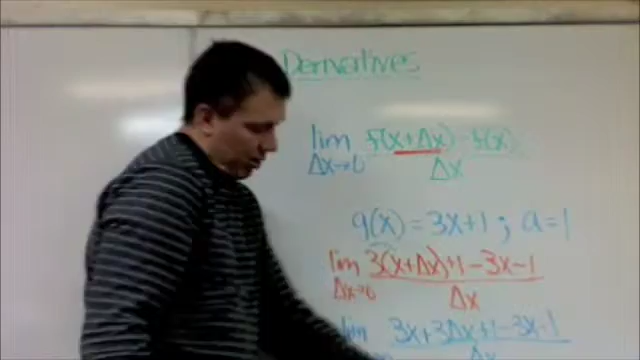 Derivatives
lim f(x+Δx) - f(x)
Δx→0 Δx
g(x) = 3x+1 ; a=1
lim 3(x+Δx)+1-3x-1
Δx→0 Δx
lim 3x+3Δx+1-3x-1
Δx